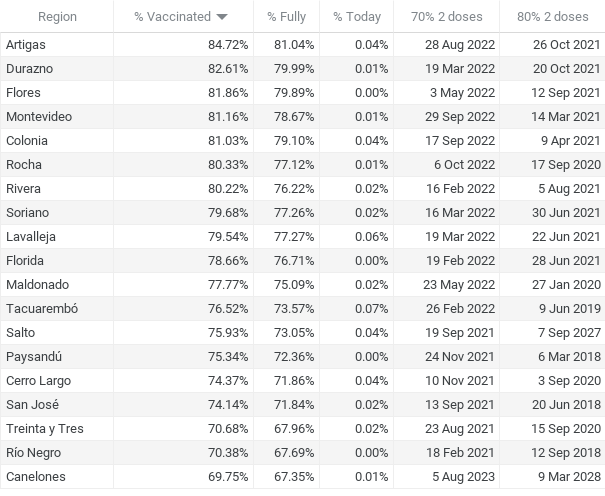 Region % Vaccinated % Fully % Today 70% 2 doses 80% 2 doses
Artigas 84.72% 81.04% 0.04% 28 Aug 2022 26 Oct 2021
Durazno 82.61% 79.99% 0.01% 19 Mar 2022 20 Oct 2021
Flores 81.86% 79.89% 0.00% 3 May 2022 12 Sep 2021
Montevideo 81.16% 78.67% 0.01% 29 Sep 2022 14 Mar 2021
Colonia 81.03% 79.10% 0.04% 17 Sep 2022 9 Apr 2021
Rocha 80.33% 77.12% 0.01% 6 Oct 2022 17 Sep 2020
Rivera 80.22% 76.22% 0.02% 16 Feb 2022 5 Aug 2021
Soriano 79.68% 77.26% 0.02% 16 Mar 2022 30 Jun 2021
Lavalleja 79.54% 77.27% 0.06% 19 Mar 2022 22 Jun 2021
Florida 78.66% 76.71% 0.00% 19 Feb 2022 28 Jun 2021
Maldonado 77.77% 75.09% 0.02% 23 May 2022 27 Jan 2020
Tacuarembó 76.52% 73.57% 0.07% 26 Feb 2022 9 Jun 2019
Salto 75.93% 73.05% 0.04% 19 Sep 2021 7 Sep 2027
Paysandú 75.34% 72.36% 0.00% 24 Nov 2021 6 Mar 2018
Cerro Largo 74.37% 71.86% 0.04% 10 Nov 2021 3 Sep 2020
San José 74.14% 71.84% 0.02% 13 Sep 2021 20 Jun 2018
Treinta y Tres 70.68% 67.96% 0.02% 23 Aug 2021 15 Sep 2020
Río Negro 70.38% 67.69% 0.00% 18 Feb 2021 12 Sep 2018
Canelones 69.75% 67.35% 0.01% 5 Aug 2023 9 Mar 2028